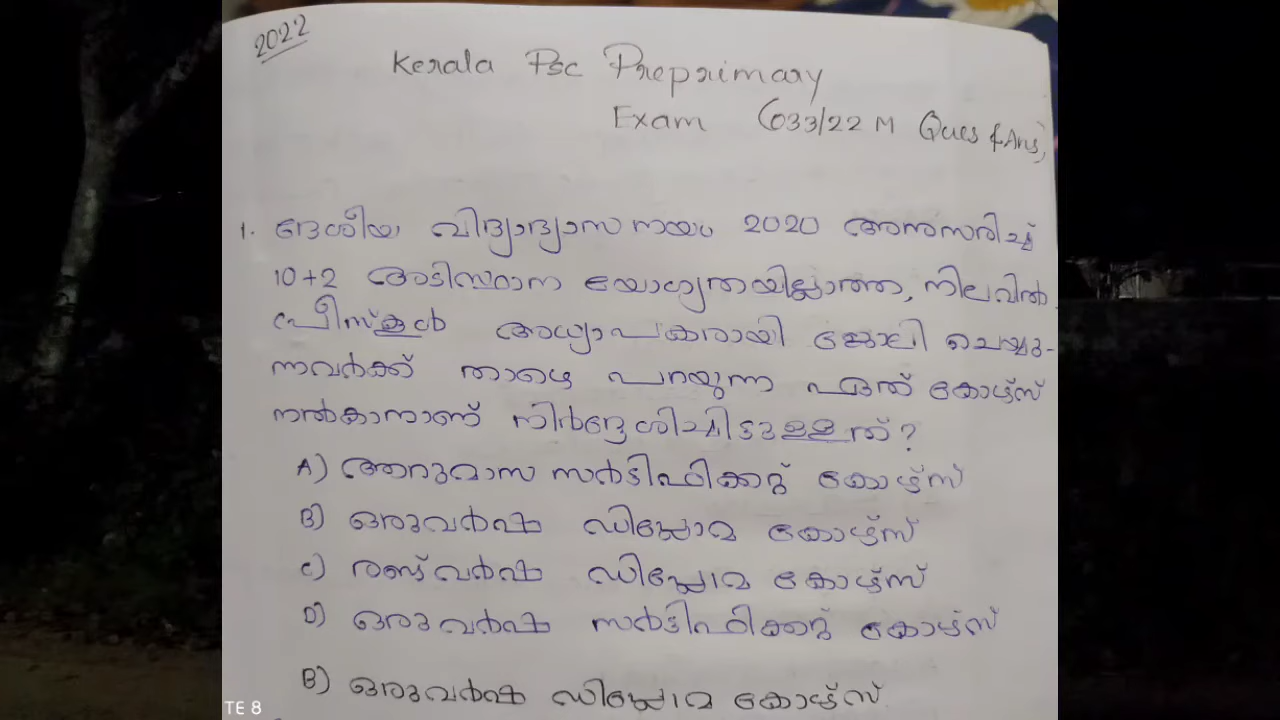 2022
Kerala Psc Preprimary
Exam (033/22 M Ques & Ans)
1. ദേശീയ വിദ്യാഭ്യാസ നയം 2020 അനുസരിച്ച്
10+2 അടിസ്ഥാന യോഗ്യതയില്ലാത്ത, നിലവിൽ
പ്രീസ്കൂൾ അധ്യാപകരായി ജോലി ചെയ്യു-
ന്നവർക്ക് താഴെ പറയുന്ന ഏത് കോഴ്സ്
നൽകാനാണ് നിർദ്ദേശിച്ചിട്ടുള്ളത് ?
A) ആറുമാസ സർട്ടിഫിക്കറ്റ് കോഴ്സ്
B) ഒരുവർഷ ഡിപ്ലോമ കോഴ്സ്
C) രണ്ട് വർഷ ഡിപ്ലോമ കോഴ്സ്
D) ഒരു വർഷ സർട്ടിഫിക്കറ്റ് കോഴ്സ്
B) ഒരുവർഷ ഡിപ്ലോമ കോഴ്സ്
TE 8